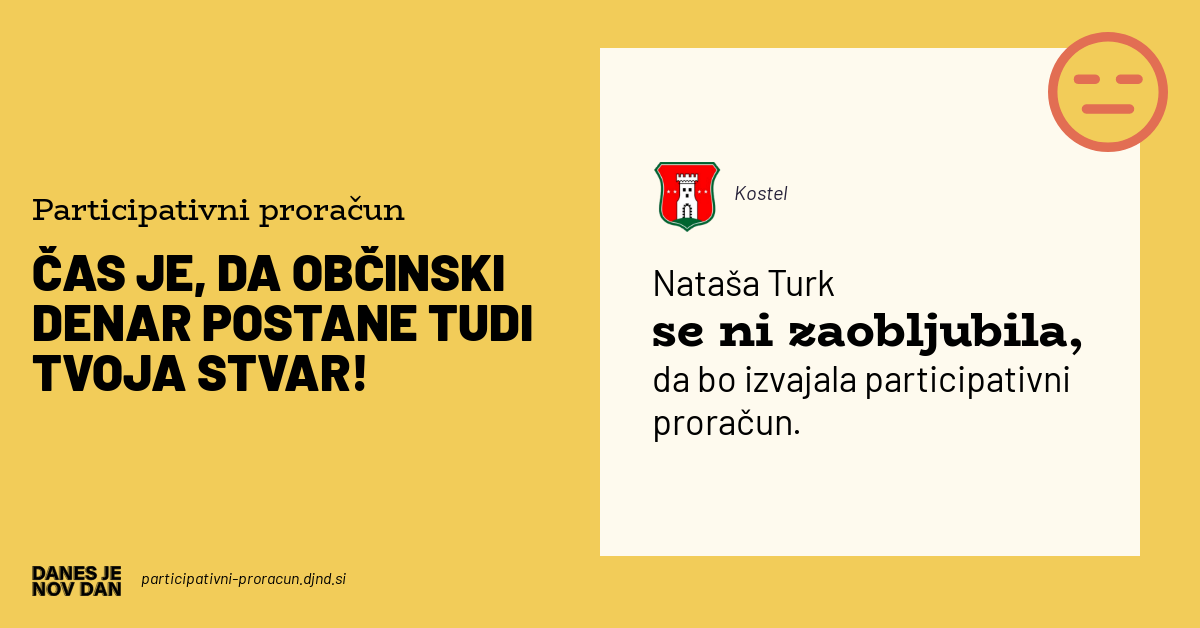 Participativni proračun
ČAS JE, DA OBČINSKI
DENAR POSTANE TUDI
TVOJA STVAR!
Kostel
Nataša Turk
se ni zaobljubila,
da bo izvajala participativni
proračun.
DANES JE
NOV DAN
participativni-proracun.djnd.si